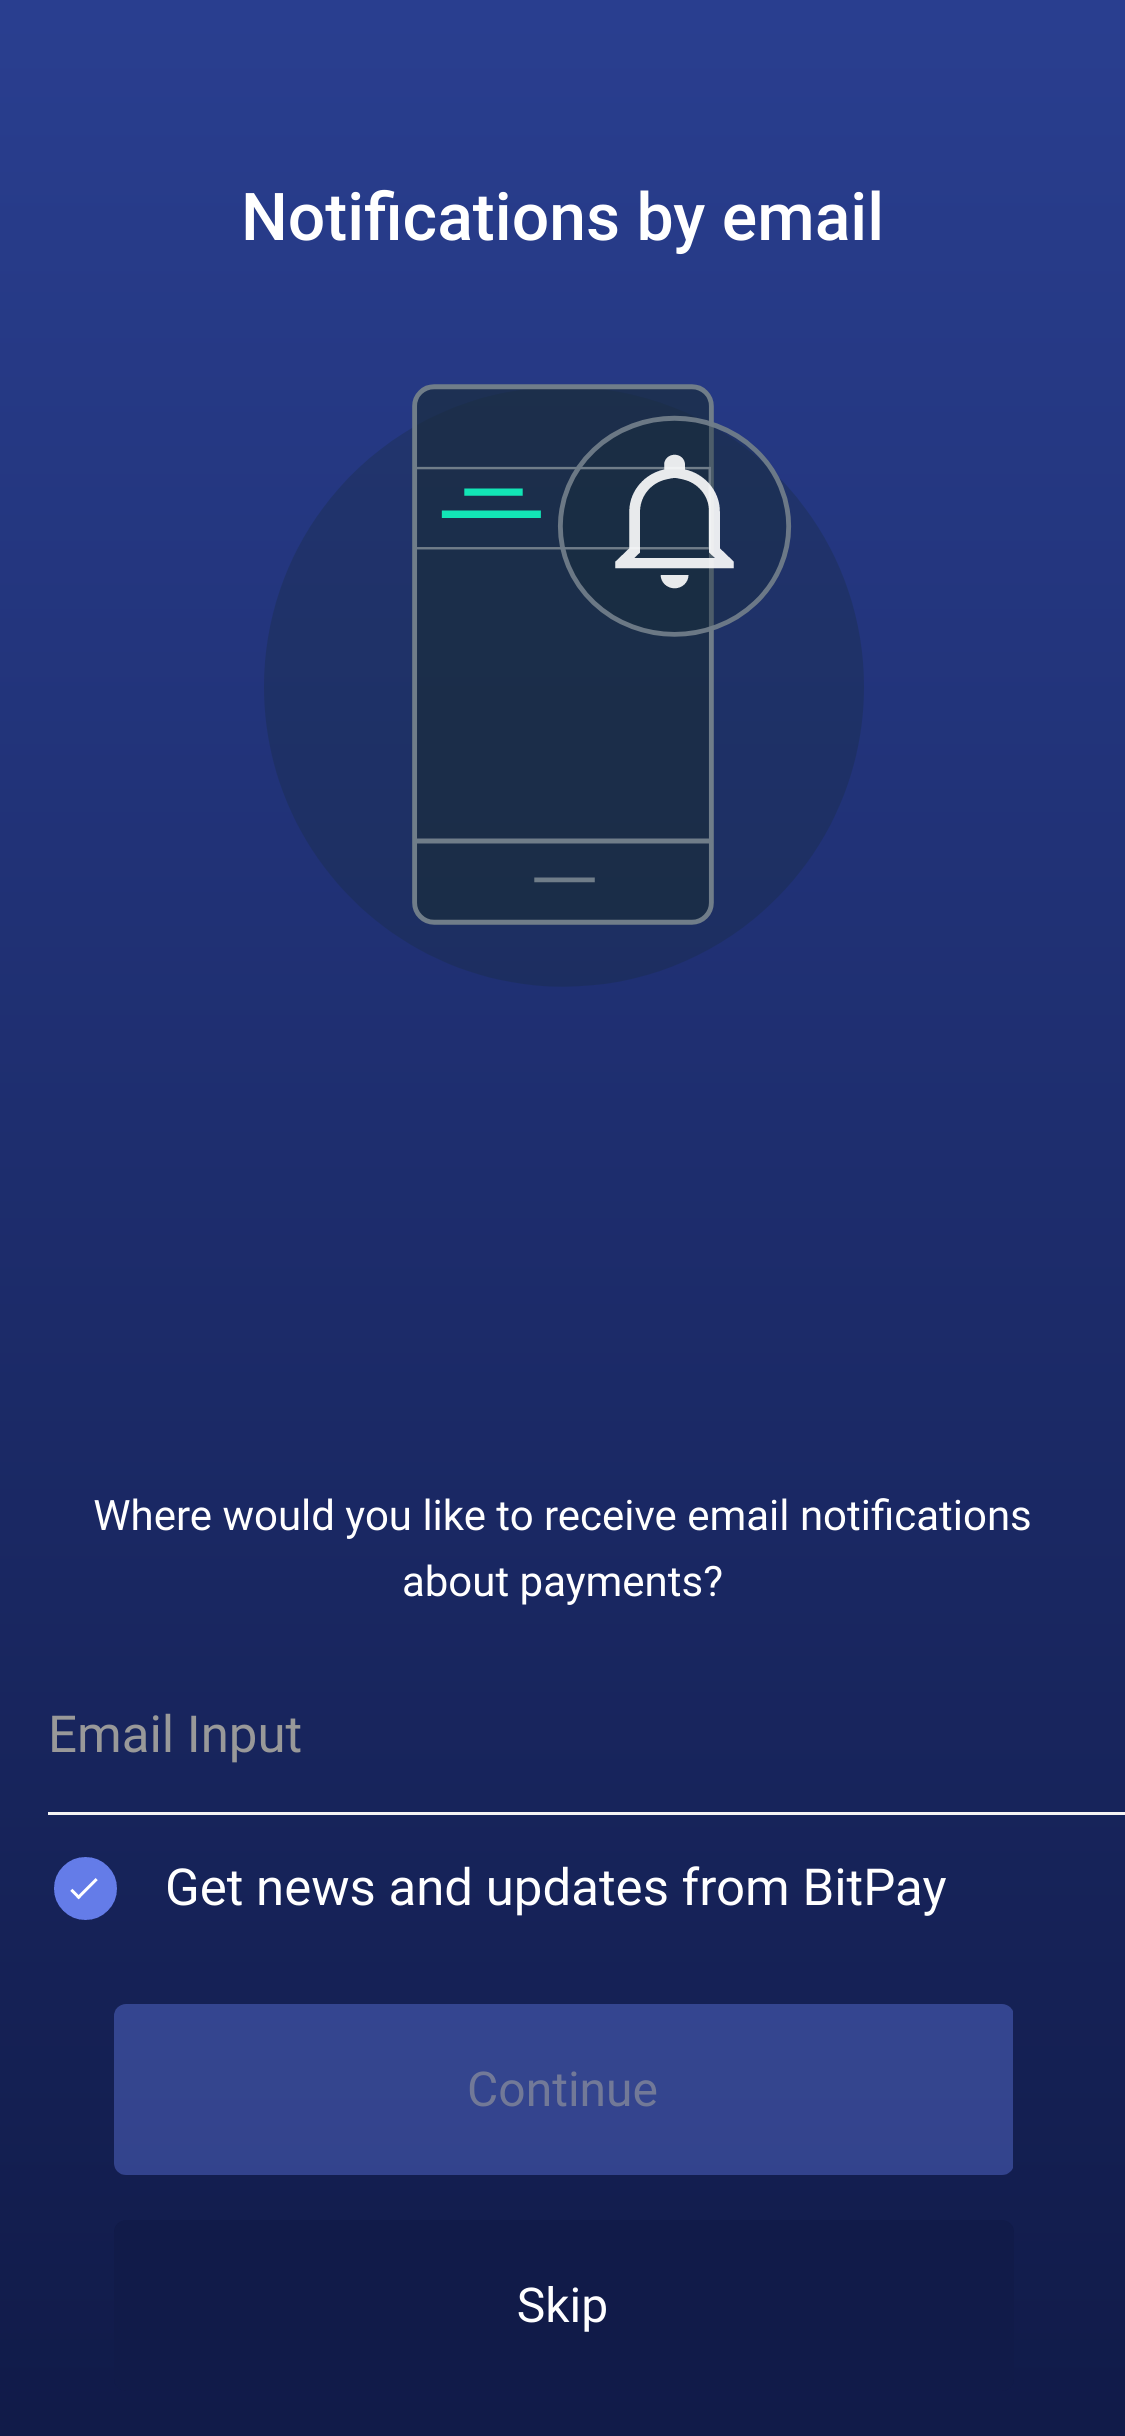 Notifications by email
Where would you like to receive email notifications
about payments?
Email Input
Get news and updates from BitPay
Continue
Skip